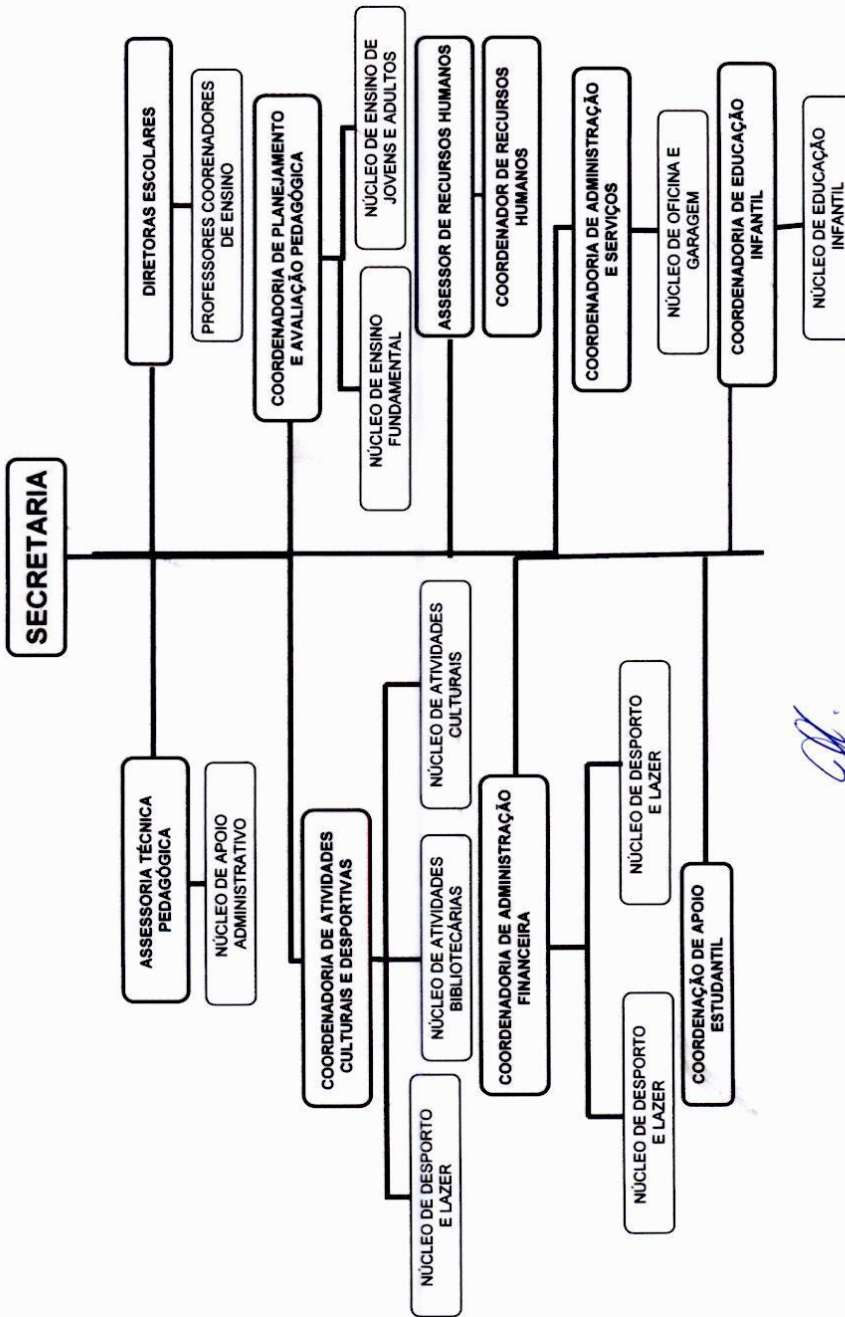 SECRETARIA
ASSESSORIA TÉCNICA
PEDAGÓGICA
NÚCLEO DE APOIO
ADMINISTRATIVO
DIRETORAS ESCOLARES
PROFESSORES COORENADORES
DE ENSINO
COORDENADORIA DE ATIVIDADES
CULTURAIS E DESPORTIVAS
NÚCLEO DE DESPORTO
E LAZER
NÚCLEO DE ATIVIDADES
BIBLIOTECÁRIAS
NÚCLEO DE ATIVIDADES
CULTURAIS
COORDENADORIA DE PLANEJAMENTO
E AVALIAÇÃO PEDAGÓGICA
NÚCLEO DE ENSINO
FUNDAMENTAL
NÚCLEO DE ENSINO DE
JOVENS E ADULTOS
ASSESSOR DE RECURSOS HUMANOS
COORDENADOR DE RECURSOS
HUMANOS
COORDENADORIA DE ADMINISTRAÇÃO
FINANCEIRA
NÚCLEO DE DESPORTO
E LAZER
NÚCLEO DE DESPORTO
E LAZER
COORDENADORIA DE ADMINISTRAÇÃO
E SERVIÇOS
NÚCLEO DE OFICINA E
GARAGEM
COORDENAÇÃO DE APOIO
ESTUDANTIL
COORDENADORIA DE EDUCAÇÃO
INFANTIL
NÚCLEO DE EDUCAÇÃO
INFANTIL